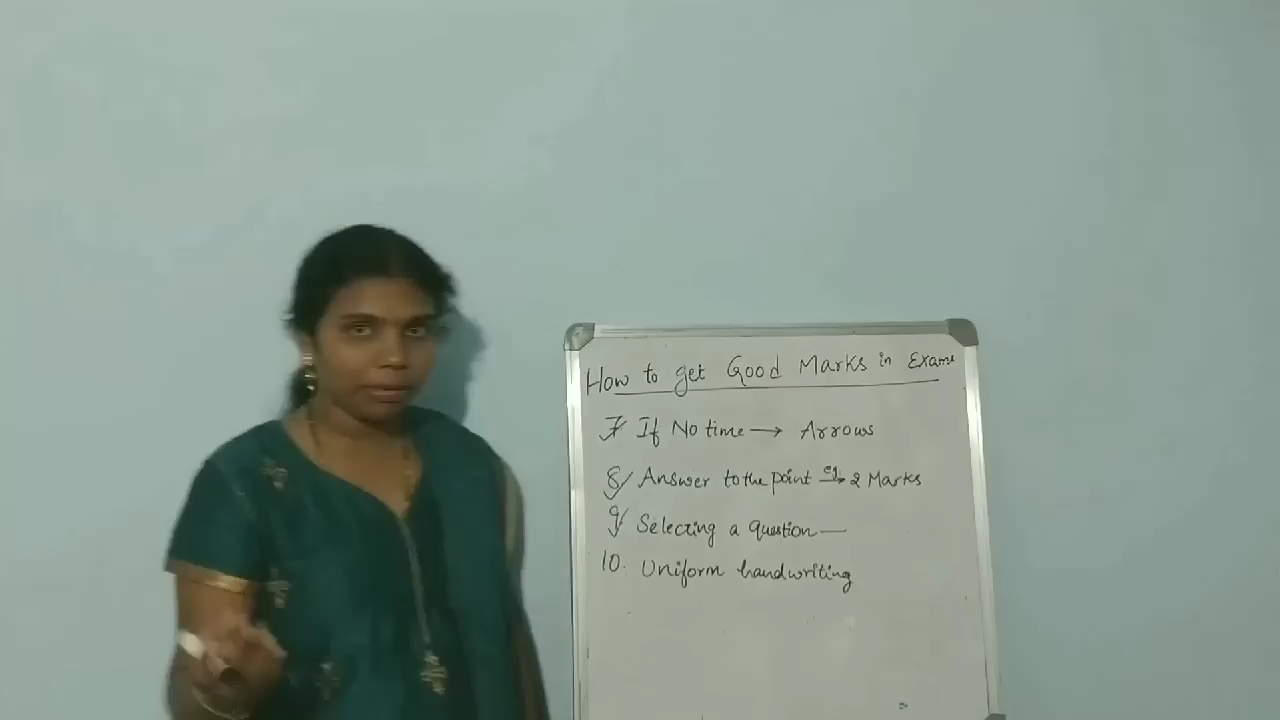 How to get Good Marks in Exams
7 If No time → Arrows
8 Answer to the point eg. → 2 Marks
9 Selecting a question —
10. Uniform handwriting